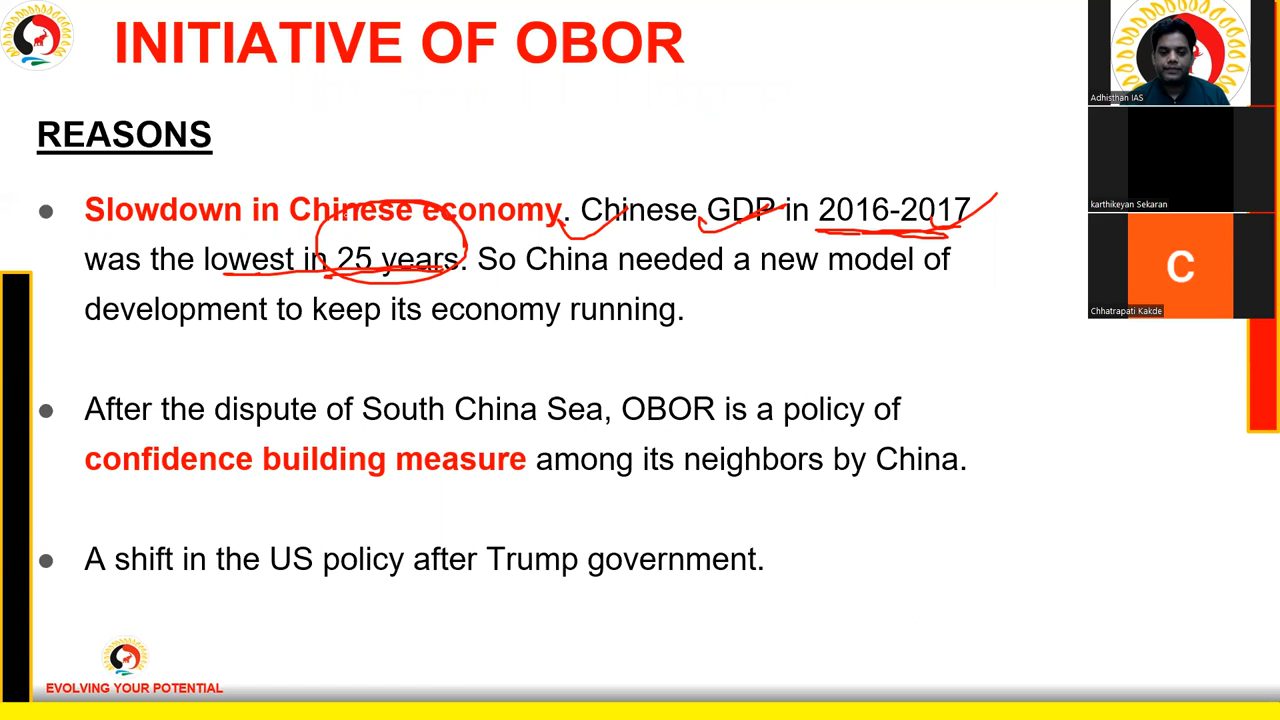 INITIATIVE OF OBOR
REASONS
Slowdown in Chinese economy. Chinese GDP in 2016-2017
was the lowest in 25 years. So China needed a new model of
development to keep its economy running.
After the dispute of South China Sea, OBOR is a policy of
confidence building measure among its neighbors by China.
A shift in the US policy after Trump government.
EVOLVING YOUR POTENTIAL
Adhisthan IAS
karthikeyan Sekaran
C
Chhatrapati Kakde